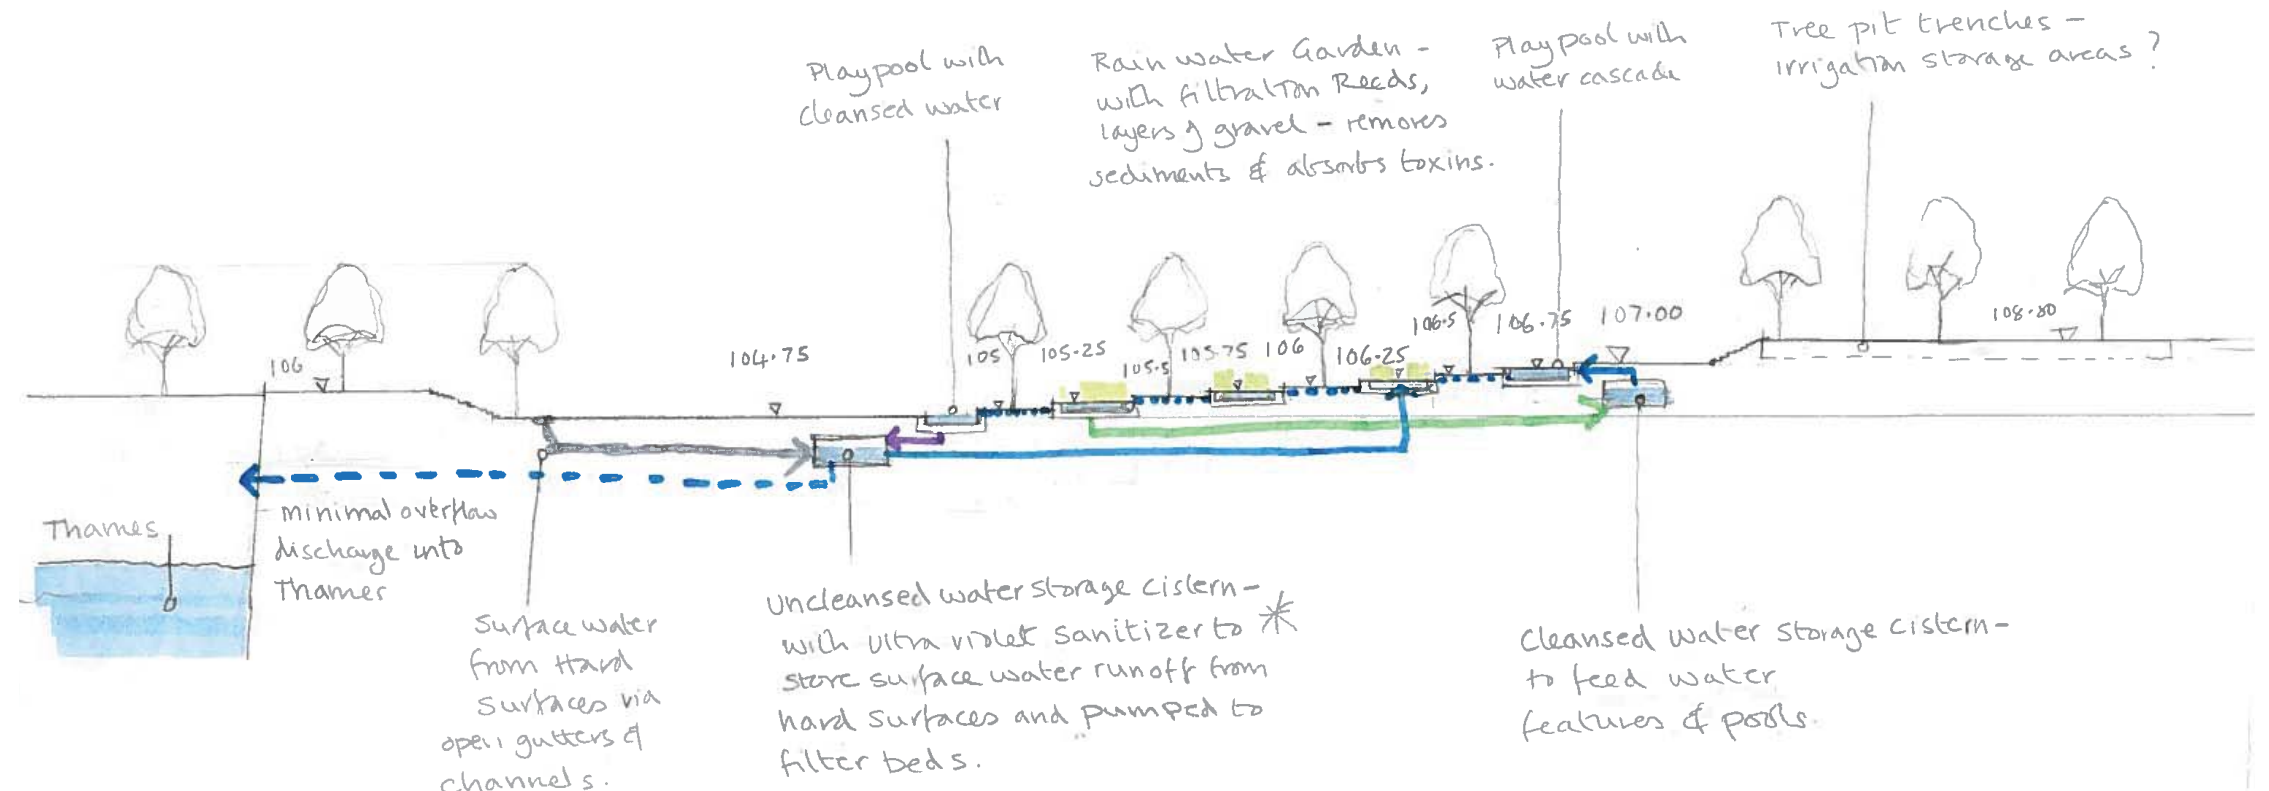 Playpool with
cleansed water
Rain water Garden -
with filtration Reeds,
layers of gravel - removes
sediments & absorbs toxins.
Playpool with
water cascade
Tree pit trenches -
irrigation storage areas ?
106
104.75
105
105.25
105.5
105.75
106
106.25
106.5
106.75
107.00
108.80
Thames
minimal overflow
discharge into
Thames
Surface water
from Hard
Surfaces via
open gutters &
channels.
Uncleansed water storage cistern -
with ultra violet sanitizer to *
store surface water runoff from
hard surfaces and pumped to
filter beds.
Cleansed water storage cistern -
to feed water
features & pools.